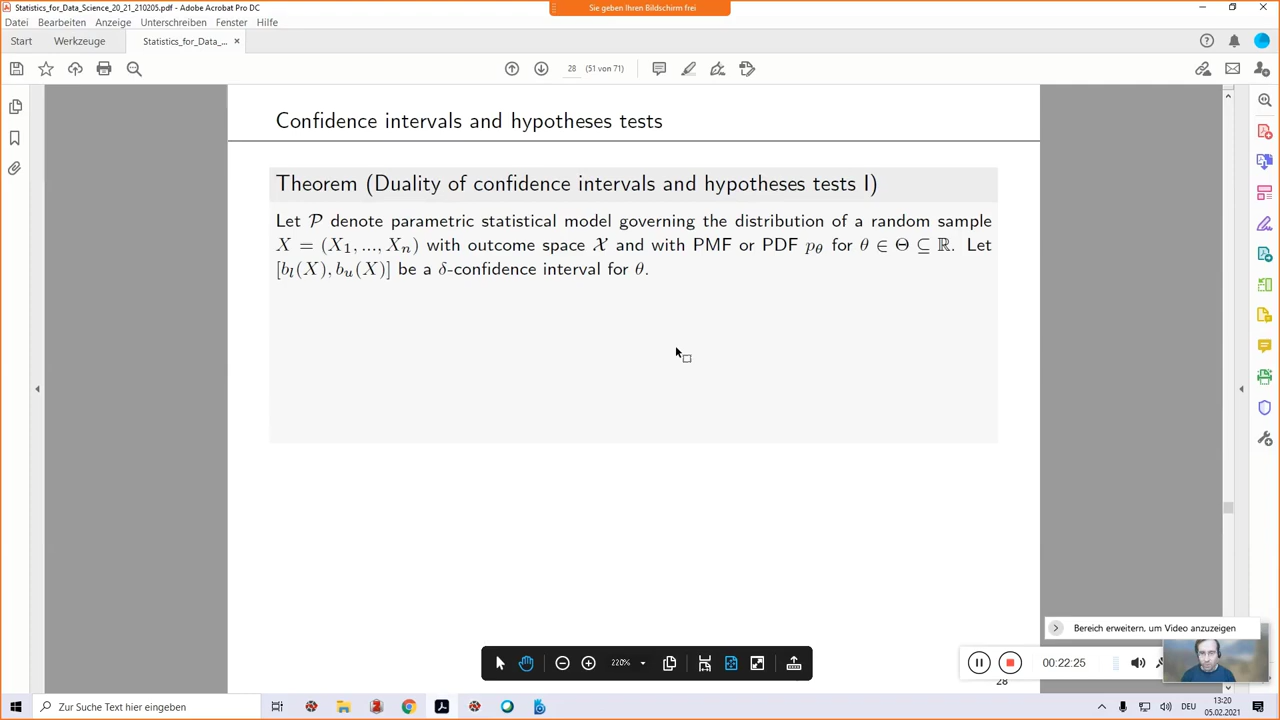 Statistics_for_Data_Science_20_21_210205.pdf - Adobe Acrobat Pro DC
Sie geben Ihren Bildschirm frei
Datei Bearbeiten Anzeige Unterschreiben Fenster Hilfe
Start Werkzeuge Statistics_for_Data_... ×
28 (51 von 71)
Confidence intervals and hypotheses tests
Theorem (Duality of confidence intervals and hypotheses tests I)
Let 𝒫 denote parametric statistical model governing the distribution of a random sample
X = (X₁, ..., Xₙ) with outcome space 𝒳 and with PMF or PDF p_θ for θ ∈ Θ ⊆ ℝ. Let
[b_l(X), b_u(X)] be a δ-confidence interval for θ.
Bereich erweitern, um Video anzuzeigen
220%
00:22:25
28
Zur Suche Text hier eingeben
DEU
13:20
05.02.2021